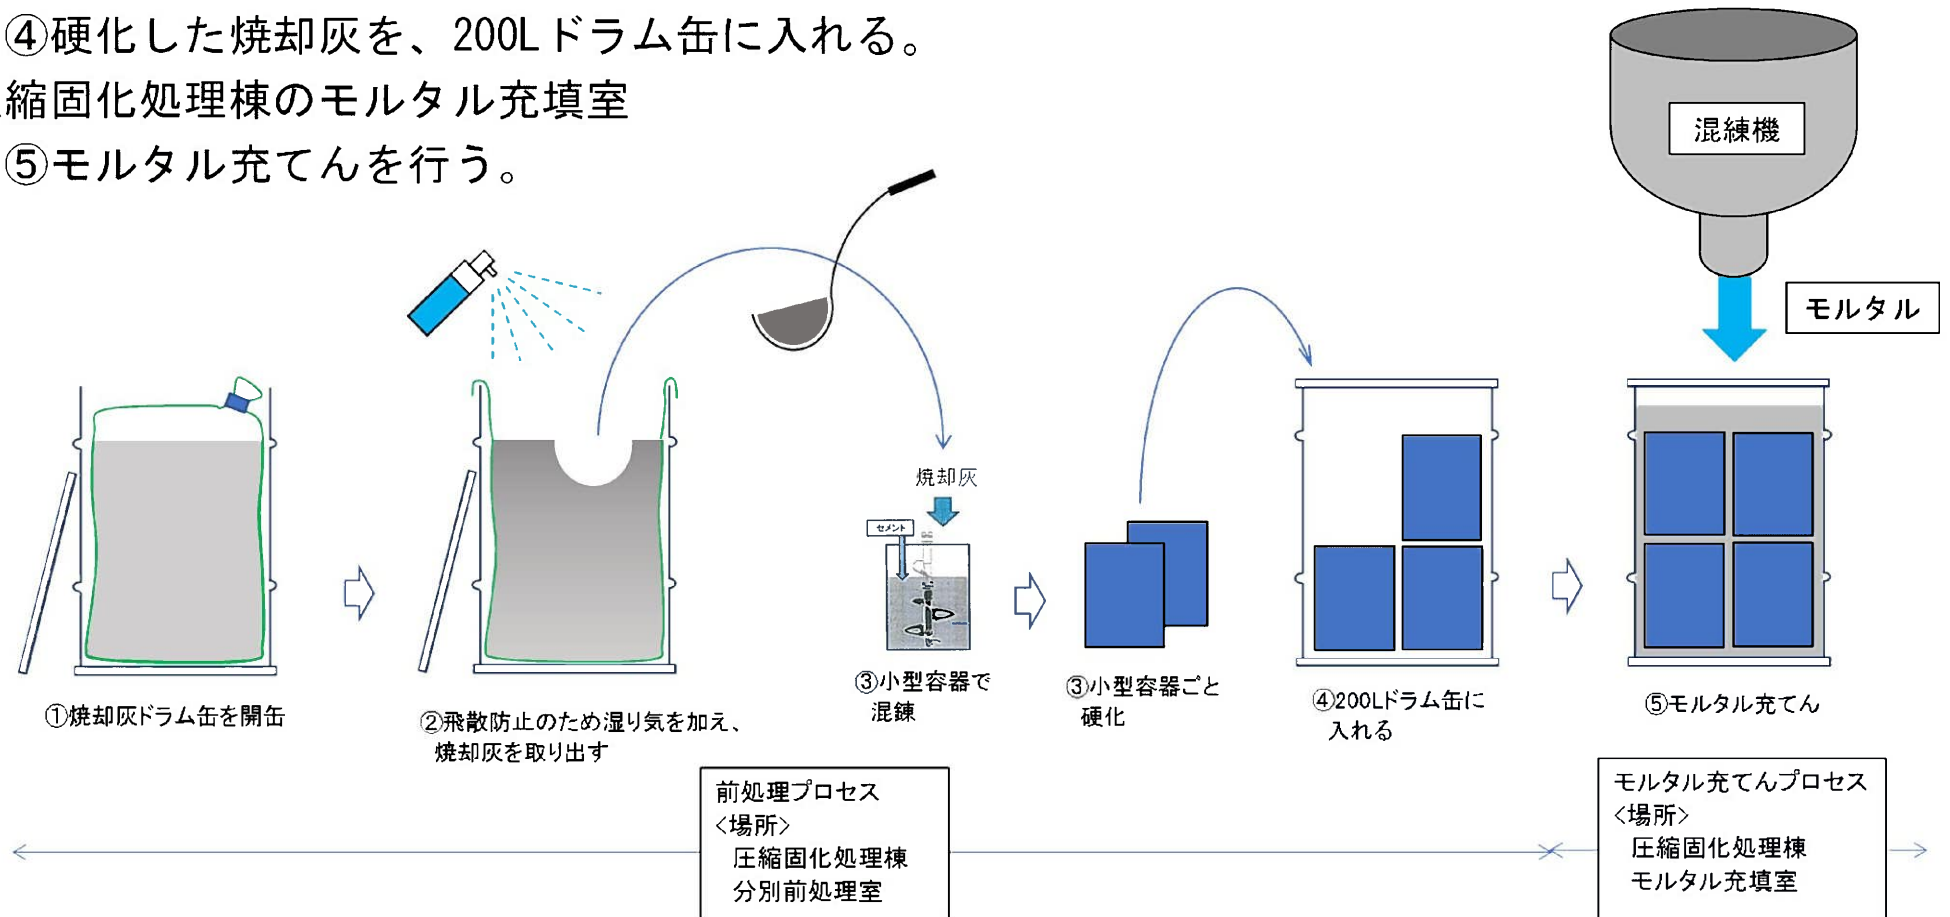 ④硬化した焼却灰を、200Lドラム缶に入れる。
縮固化処理棟のモルタル充填室
⑤モルタル充てんを行う。
混練機
モルタル
焼却灰
セメント
①焼却灰ドラム缶を開缶
②飛散防止のため湿り気を加え、
焼却灰を取り出す
③小型容器で
混錬
③小型容器ごと
硬化
④200Lドラム缶に
入れる
⑤モルタル充てん
前処理プロセス
<場所>
圧縮固化処理棟
分別前処理室
モルタル充てんプロセス
<場所>
圧縮固化処理棟
モルタル充填室